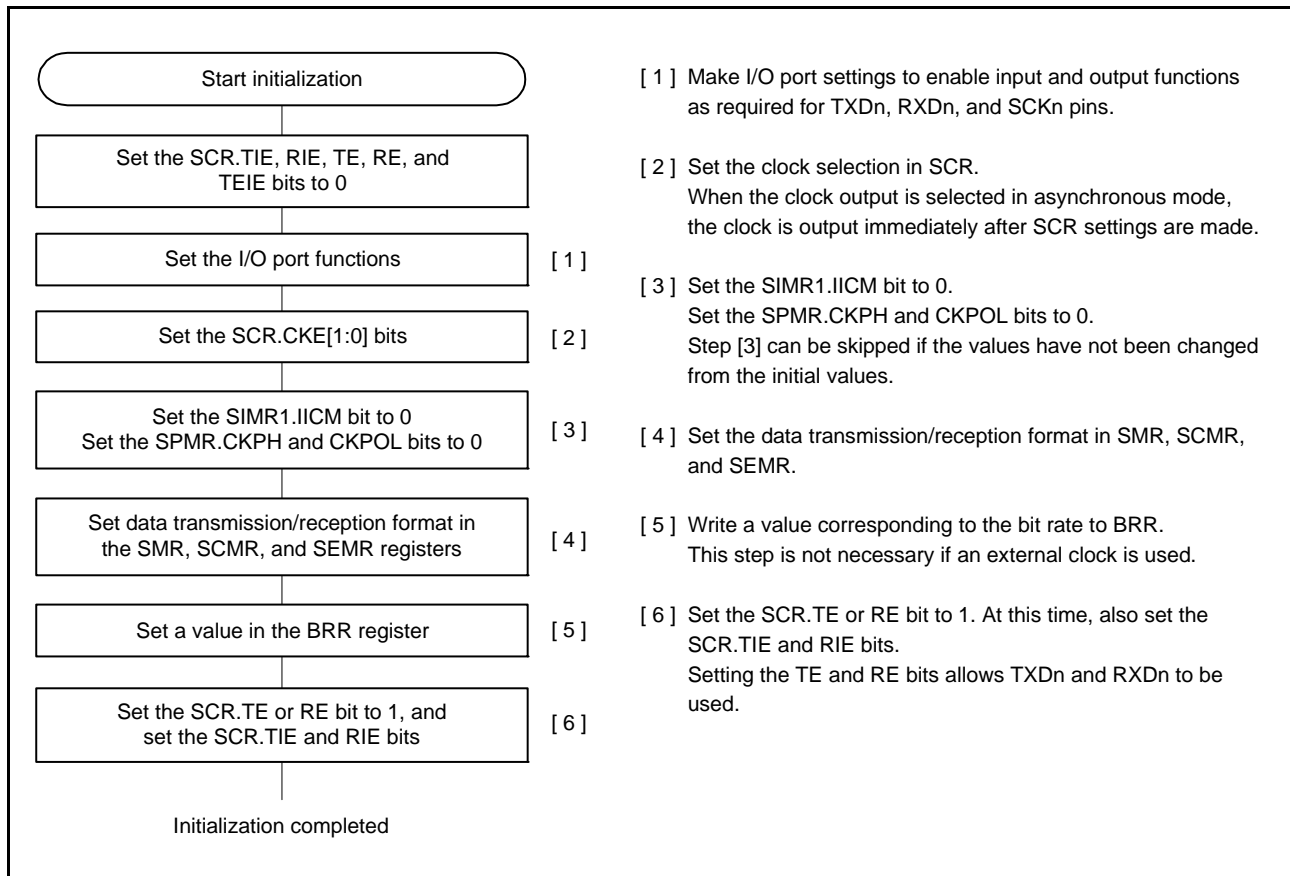 Start initialization
Set the SCR.TIE, RIE, TE, RE, and
TEIE bits to 0
Set the I/O port functions
[ 1 ]
Set the SCR.CKE[1:0] bits
[ 2 ]
Set the SIMR1.IICM bit to 0
Set the SPMR.CKPH and CKPOL bits to 0
[ 3 ]
Set data transmission/reception format in
the SMR, SCMR, and SEMR registers
[ 4 ]
Set a value in the BRR register
[ 5 ]
Set the SCR.TE or RE bit to 1, and
set the SCR.TIE and RIE bits
[ 6 ]
Initialization completed
[ 1 ] Make I/O port settings to enable input and output functions
as required for TXDn, RXDn, and SCKn pins.
[ 2 ] Set the clock selection in SCR.
When the clock output is selected in asynchronous mode,
the clock is output immediately after SCR settings are made.
[ 3 ] Set the SIMR1.IICM bit to 0.
Set the SPMR.CKPH and CKPOL bits to 0.
Step [3] can be skipped if the values have not been changed
from the initial values.
[ 4 ] Set the data transmission/reception format in SMR, SCMR,
and SEMR.
[ 5 ] Write a value corresponding to the bit rate to BRR.
This step is not necessary if an external clock is used.
[ 6 ] Set the SCR.TE or RE bit to 1. At this time, also set the
SCR.TIE and RIE bits.
Setting the TE and RE bits allows TXDn and RXDn to be
used.